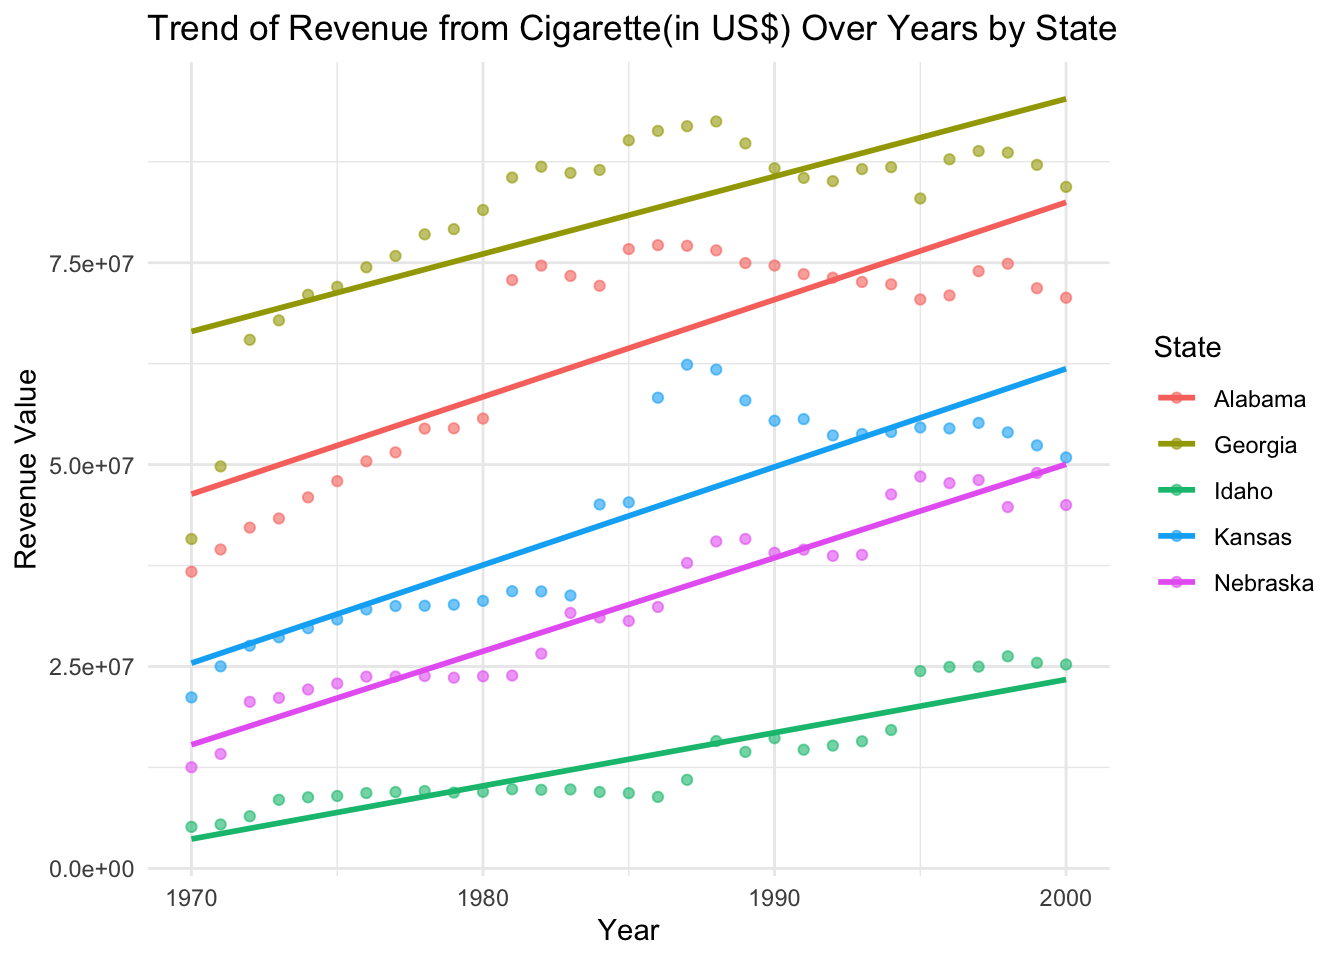 Trend of Revenue from Cigarette(in US$) Over Years by State
Revenue Value
7.5e+07
5.0e+07
2.5e+07
0.0e+00
1970 1980 1990 2000
Year
State
Alabama
Georgia
Idaho
Kansas
Nebraska